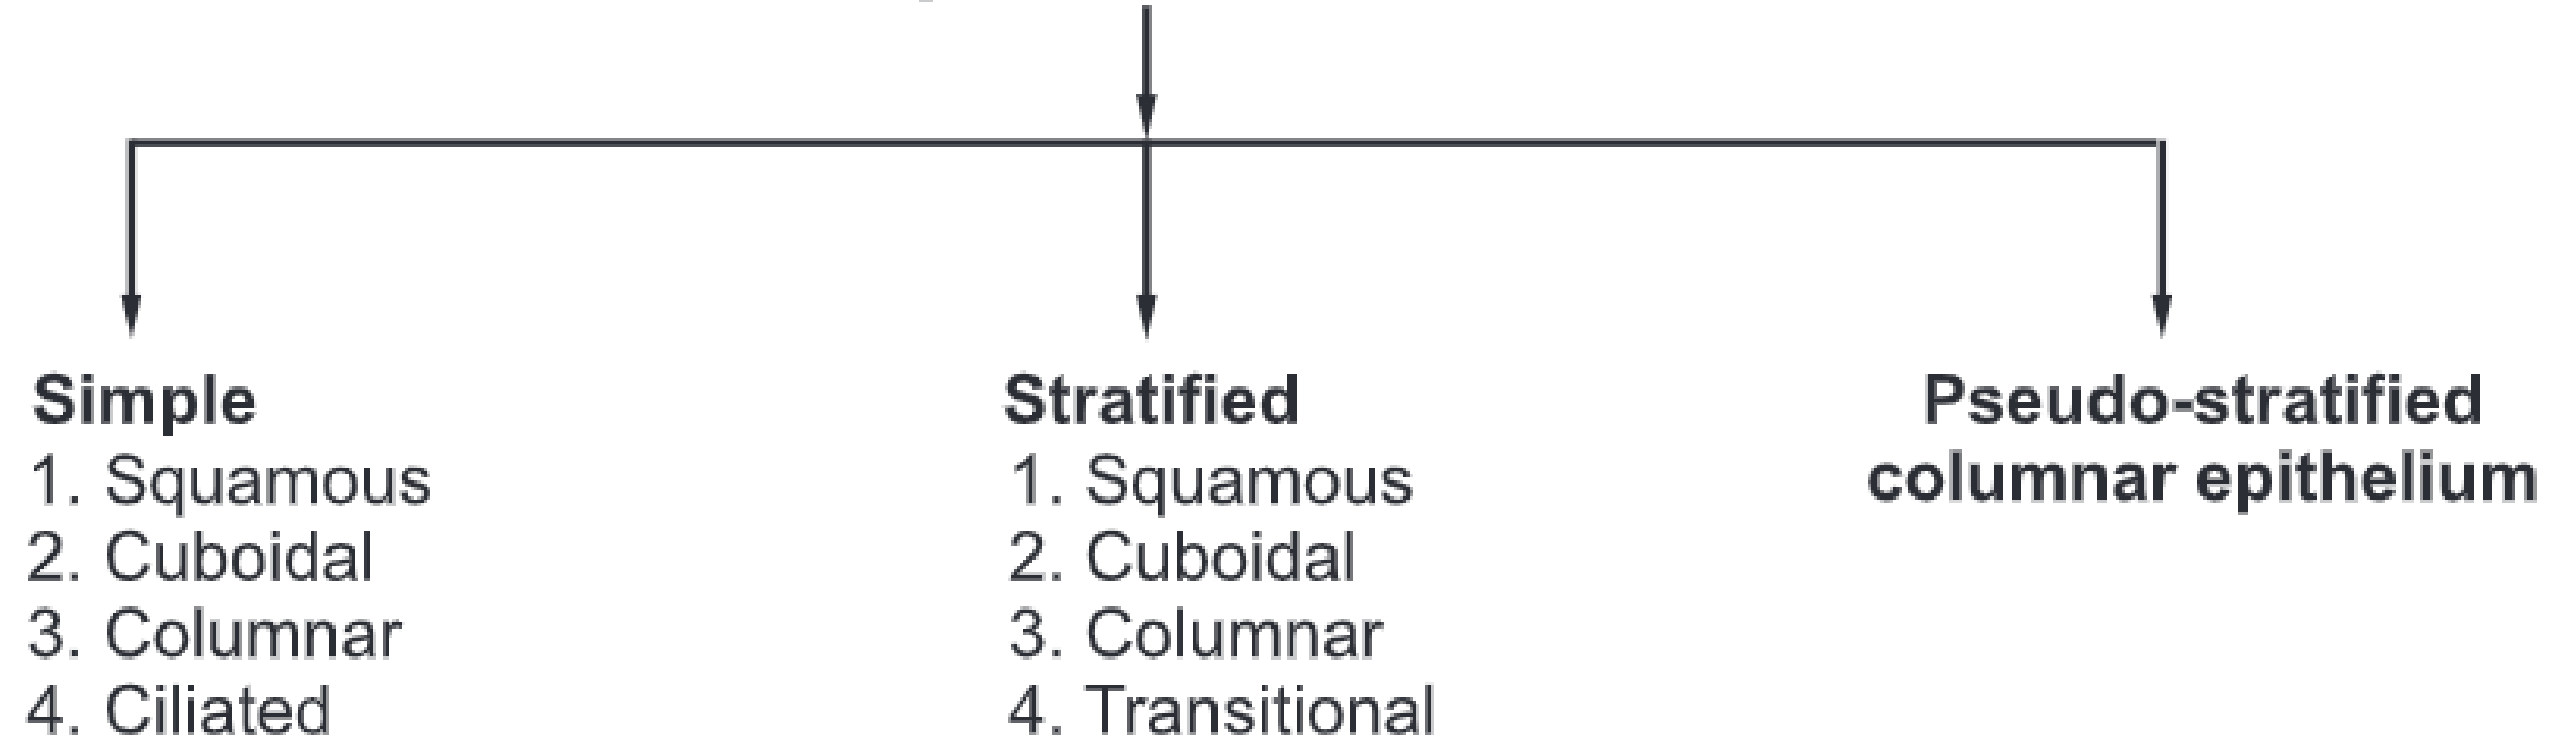 Simple
1. Squamous
2. Cuboidal
3. Columnar
4. Ciliated
Stratified
1. Squamous
2. Cuboidal
3. Columnar
4. Transitional
Pseudo-stratified
columnar epithelium